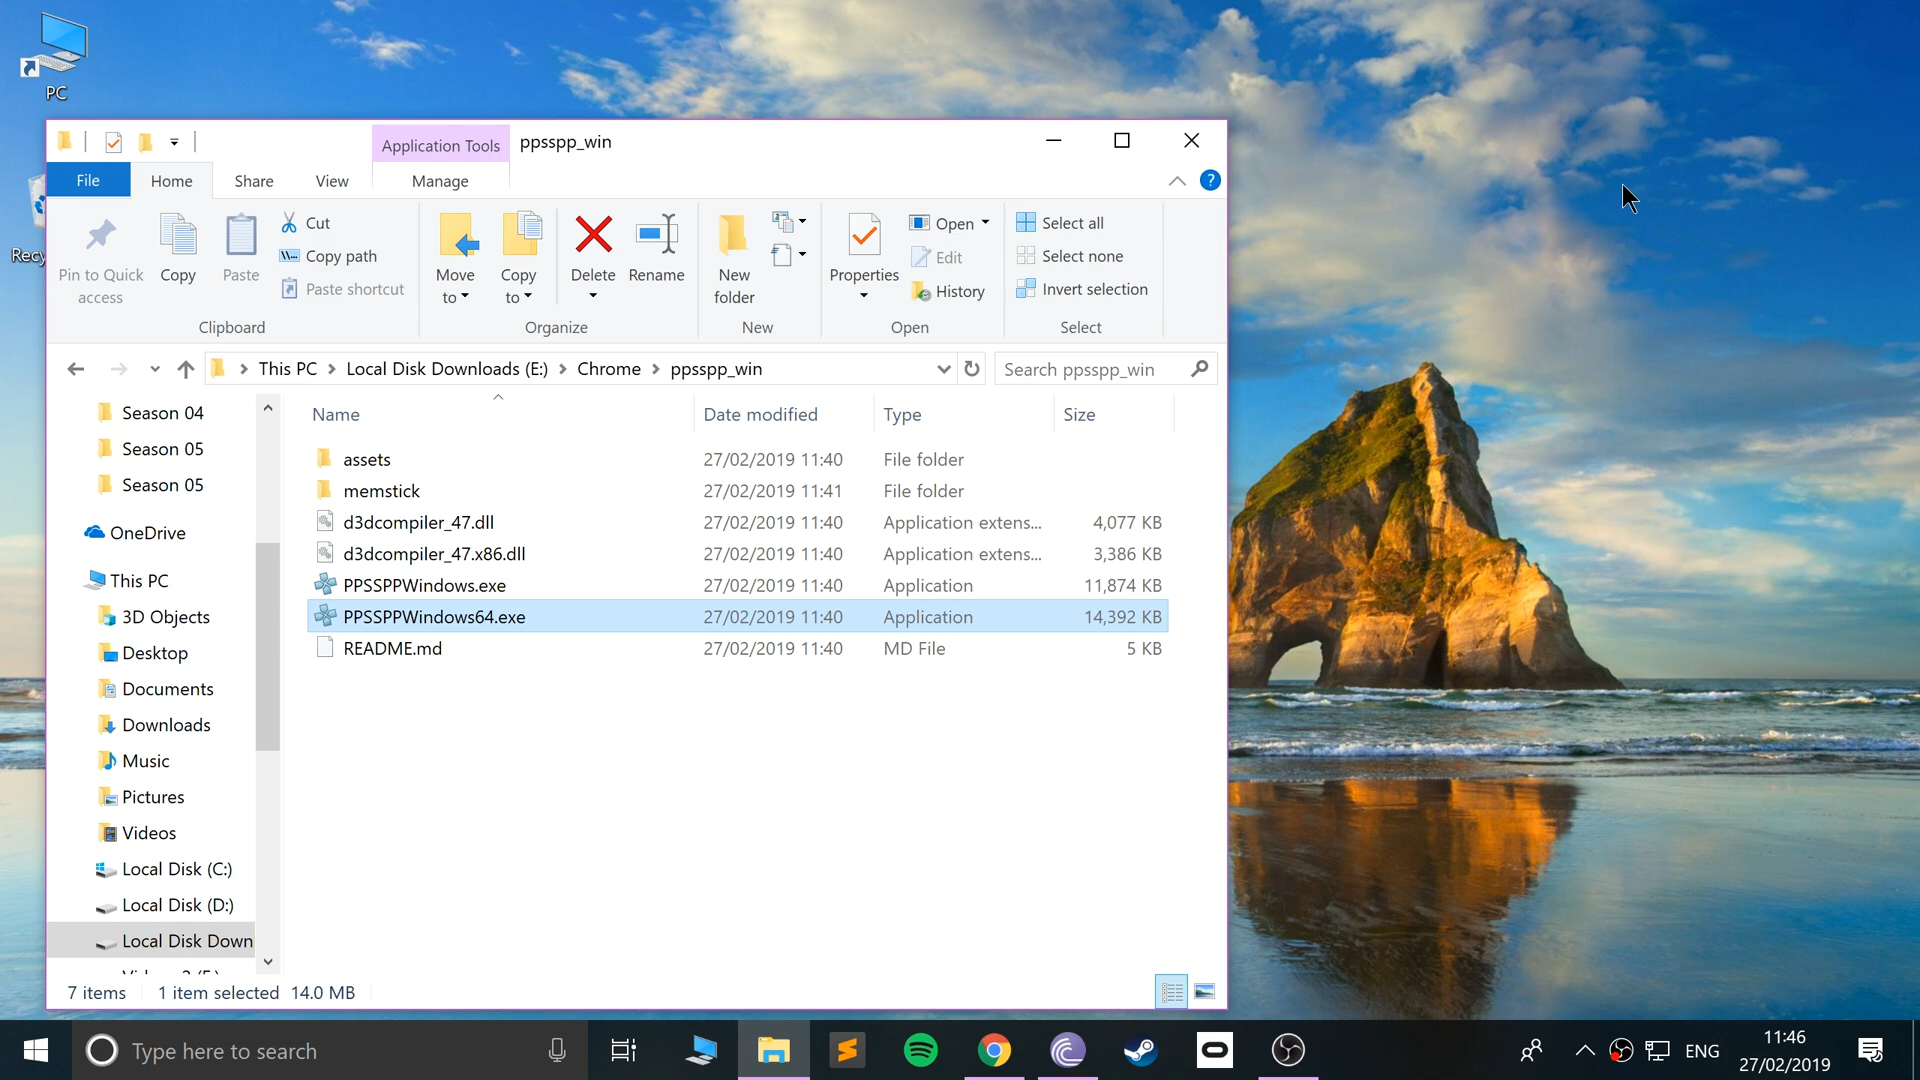 PC
Recy
Application Tools
ppsspp_win
File
Home
Share
View
Manage
?
Pin to Quick access
Copy
Paste
Cut
Copy path
Paste shortcut
Move to
Copy to
Delete
Rename
New folder
Properties
Open
Edit
History
Select all
Select none
Invert selection
Clipboard
Organize
New
Open
Select
This PC > Local Disk Downloads (E:) > Chrome > ppsspp_win
Search ppsspp_win
Season 04
Season 05
Season 05
OneDrive
This PC
3D Objects
Desktop
Documents
Downloads
Music
Pictures
Videos
Local Disk (C:)
Local Disk (D:)
Local Disk Down
Name Date modified Type Size
assets 27/02/2019 11:40 File folder
memstick 27/02/2019 11:41 File folder
d3dcompiler_47.dll 27/02/2019 11:40 Application extens... 4,077 KB
d3dcompiler_47.x86.dll 27/02/2019 11:40 Application extens... 3,386 KB
PPSSPPWindows.exe 27/02/2019 11:40 Application 11,874 KB
PPSSPPWindows64.exe 27/02/2019 11:40 Application 14,392 KB
README.md 27/02/2019 11:40 MD File 5 KB
7 items 1 item selected 14.0 MB
Type here to search
ENG
11:46
27/02/2019